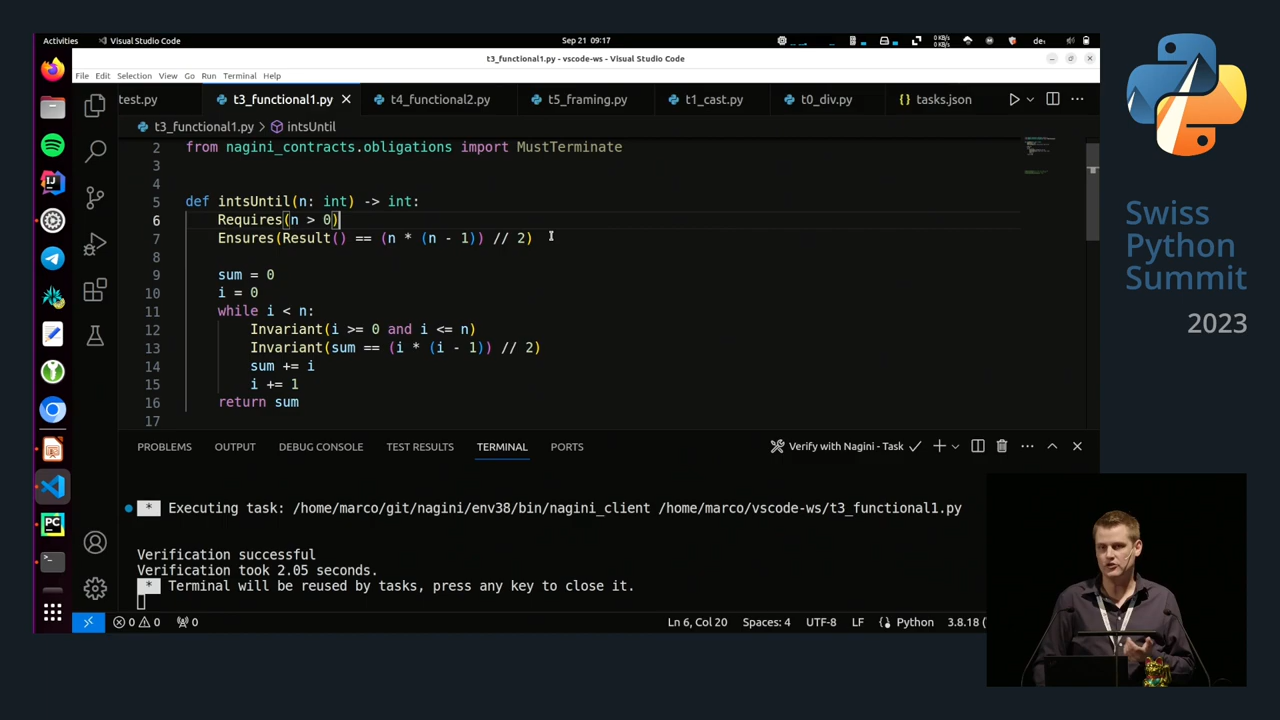 Activities
Visual Studio Code
Sep 21 09:17
0 KB/s
0 KB/s
de
t3_functional1.py - vscode-ws - Visual Studio Code
File Edit Selection View Go Run Terminal Help
test.py
t3_functional1.py
t4_functional2.py
t5_framing.py
t1_cast.py
t0_div.py
tasks.json
t3_functional1.py > intsUntil
2 from nagini_contracts.obligations import MustTerminate
3
4
5 def intsUntil(n: int) -> int:
6 Requires(n > 0)
7 Ensures(Result() == (n * (n - 1)) // 2)
8
9 sum = 0
10 i = 0
11 while i < n:
12 Invariant(i >= 0 and i <= n)
13 Invariant(sum == (i * (i - 1)) // 2)
14 sum += i
15 i += 1
16 return sum
17
PROBLEMS OUTPUT DEBUG CONSOLE TEST RESULTS TERMINAL PORTS
Verify with Nagini - Task
* Executing task: /home/marco/git/nagini/env38/bin/nagini_client /home/marco/vscode-ws/t3_functional1.py
Verification successful
Verification took 2.05 seconds.
* Terminal will be reused by tasks, press any key to close it.
0 0 0
Ln 6, Col 20 Spaces: 4 UTF-8 LF Python 3.8.18 (
Swiss
Python
Summit
2023